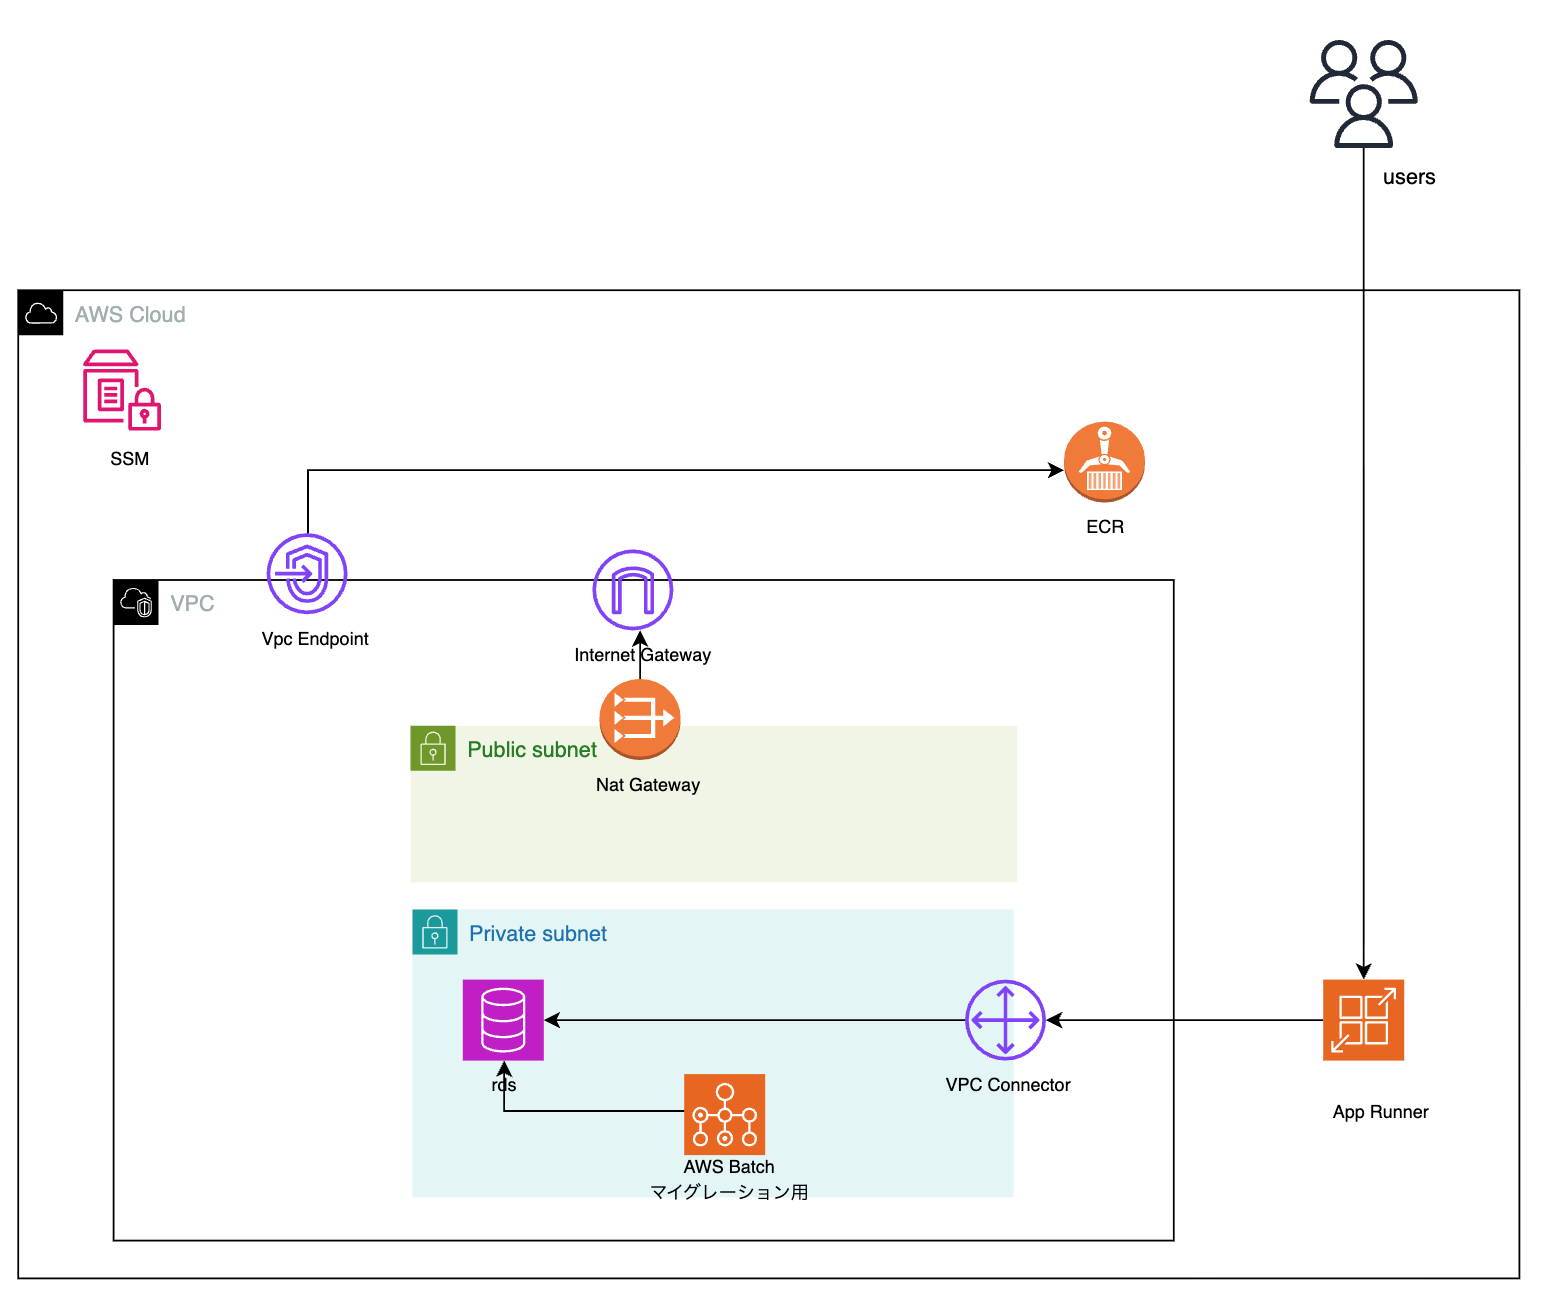 users
AWS Cloud
SSM
ECR
VPC
Vpc Endpoint
Internet Gateway
Public subnet
Nat Gateway
Private subnet
rds
VPC Connector
App Runner
AWS Batch
マイグレーション用